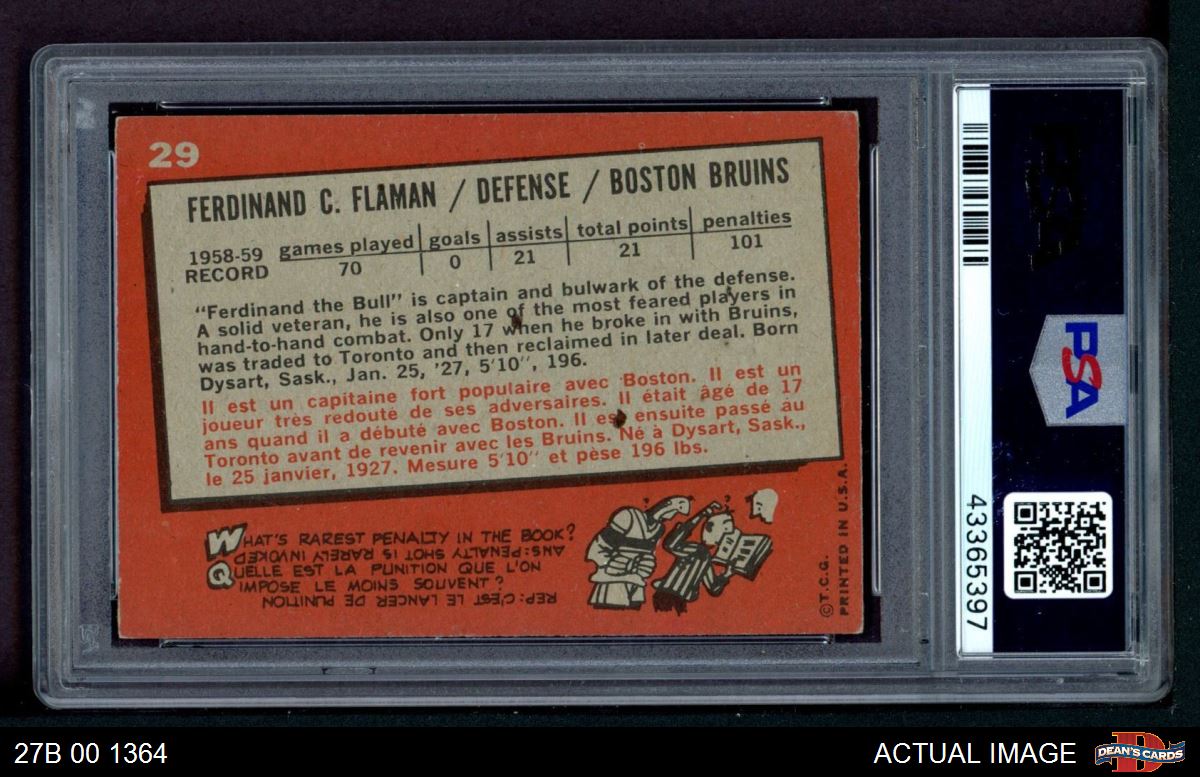 29
FERDINAND C. FLAMAN / DEFENSE / BOSTON BRUINS
1958-59 RECORD games played goals assists total points penalties
70 0 21 21 101
"Ferdinand the Bull" is captain and bulwark of the defense.
A solid veteran, he is also one of the most feared players in
hand-to-hand combat. Only 17 when he broke in with Bruins,
was traded to Toronto and then reclaimed in later deal. Born
Dysart, Sask., Jan. 25, '27, 5'10", 196.
Il est un capitaine fort populaire avec Boston. Il est un
joueur très redouté de ses adversaires. Il était âgé de 17
ans quand il a débuté avec Boston. Il est ensuite passé au
Toronto avant de revenir avec les Bruins. Né à Dysart, Sask.,
le 25 janvier, 1927. Mesure 5'10" et pèse 196 lbs.
WHAT'S RAREST PENALTY IN THE BOOK?
ANS: PENALTY SHOT IS RARELY INVOKED
QUELLE EST LA PUNITION QUE L'ON
IMPOSE LE MOINS SOUVENT?
REP: C'EST LE LANCER DE PUNITION
©T.C.G.
PRINTED IN U.S.A.
PSA
43365397
27B 00 1364
ACTUAL IMAGE
D
DEAN'S CARDS